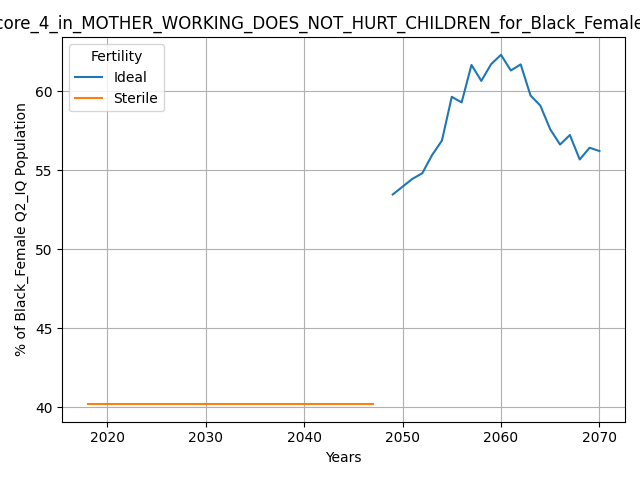 core_4_in_MOTHER_WORKING_DOES_NOT_HURT_CHILDREN_for_Black_Female
Fertility
Ideal
Sterile
% of Black_Female Q2_IQ Population
60
55
50
45
40
2020 2030 2040 2050 2060 2070
Years